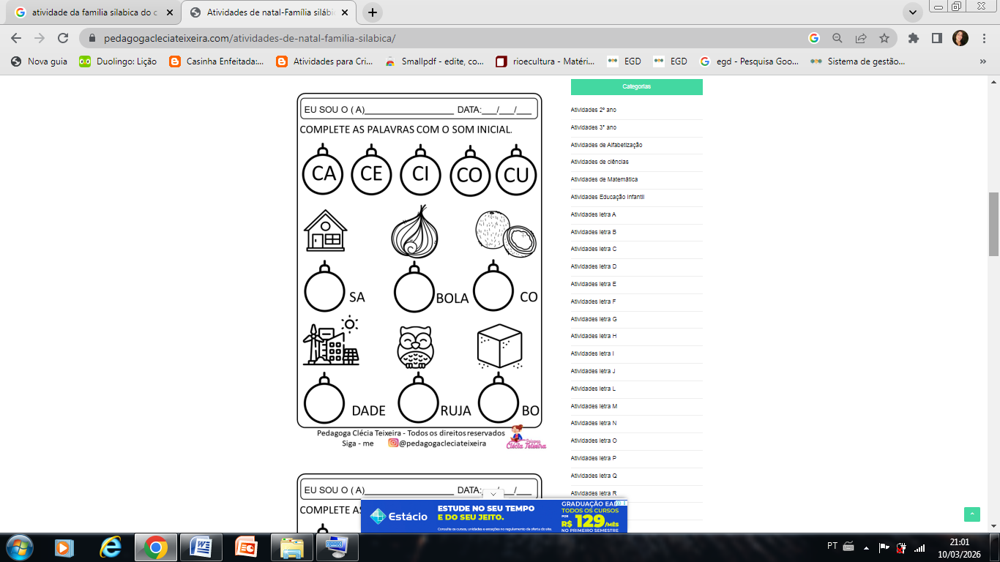 atividade da familia silabica do c
Atividades de natal-Família silábi
pedagogacleciateixeira.com/atividades-de-natal-familia-silabica/
Nova guia
Duolingo: Lição
Casinha Enfeitada:...
Atividades para Cri...
Smallpdf - edite, co...
rioecultura - Matéri...
EGD
EGD
egd - Pesquisa Goo...
Sistema de gestão...
EU SOU O ( A)____________________ DATA:___/___/___
COMPLETE AS PALAVRAS COM O SOM INICIAL.
CA CE CI CO CU
SA BOLA CO
DADE RUJA BO
Pedagoga Clécia Teixeira - Todos os direitos reservados
Siga - me @pedagogacleciateixeira
Clécia Teixeira
EU SOU O ( A)____________________ DATA:___/___/___
COMPLETE AS
Categorias
Atividades 2º ano
Atividades 3° ano
Atividades de Alfabetização
Atividades de ciências
Atividades de Matemática
Atividades Educação Infantil
Atividades letra A
Atividades letra B
Atividades letra C
Atividades letra D
Atividades letra E
Atividades letra F
Atividades letra G
Atividades letra H
Atividades letra I
Atividades letra J
Atividades letra L
Atividades letra M
Atividades letra N
Atividades letra O
Atividades letra P
Atividades letra Q
Atividades letra R
Estácio
ESTUDE NO SEU TEMPO
E DO SEU JEITO.
Consulte os cursos, unidades e exceções no regulamento da oferta do site.
GRADUAÇÃO EAD
TODOS OS CURSOS
POR
R$ 129/MÊS
NO PRIMEIRO SEMESTRE
PT
21:01
10/03/2026